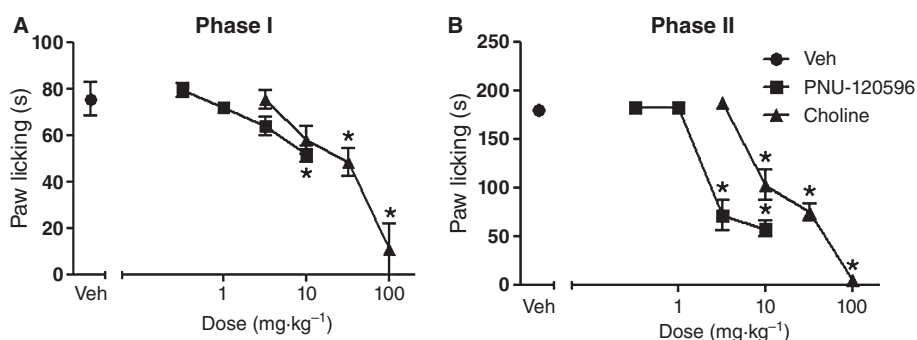 A Phase I
Paw licking (s)
100
80
60
40
20
0
* * *
Veh 1 10 100
Dose (mg·kg⁻¹)
B Phase II
Paw licking (s)
250
200
150
100
50
0
Veh
PNU-120596
Choline
* * * * *
Veh 1 10 100
Dose (mg·kg⁻¹)